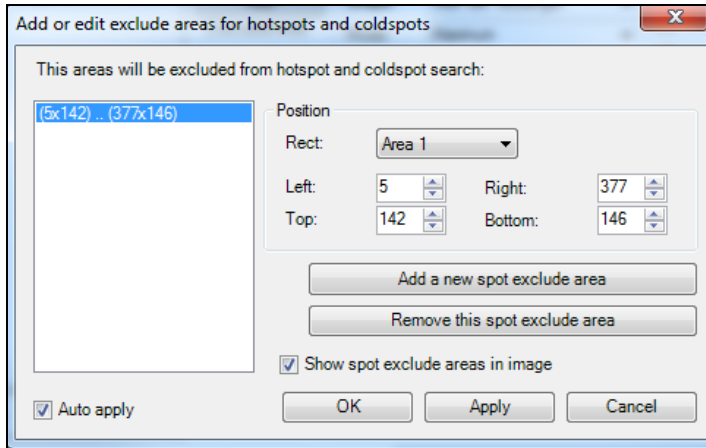 Add or edit exclude areas for hotspots and coldspots
x
This areas will be excluded from hotspot and coldspot search:
(5x142) .. (377x146)
Position
Rect: Area 1
Left: 5 Right: 377
Top: 142 Bottom: 146
Add a new spot exclude area
Remove this spot exclude area
Show spot exclude areas in image
Auto apply OK Apply Cancel